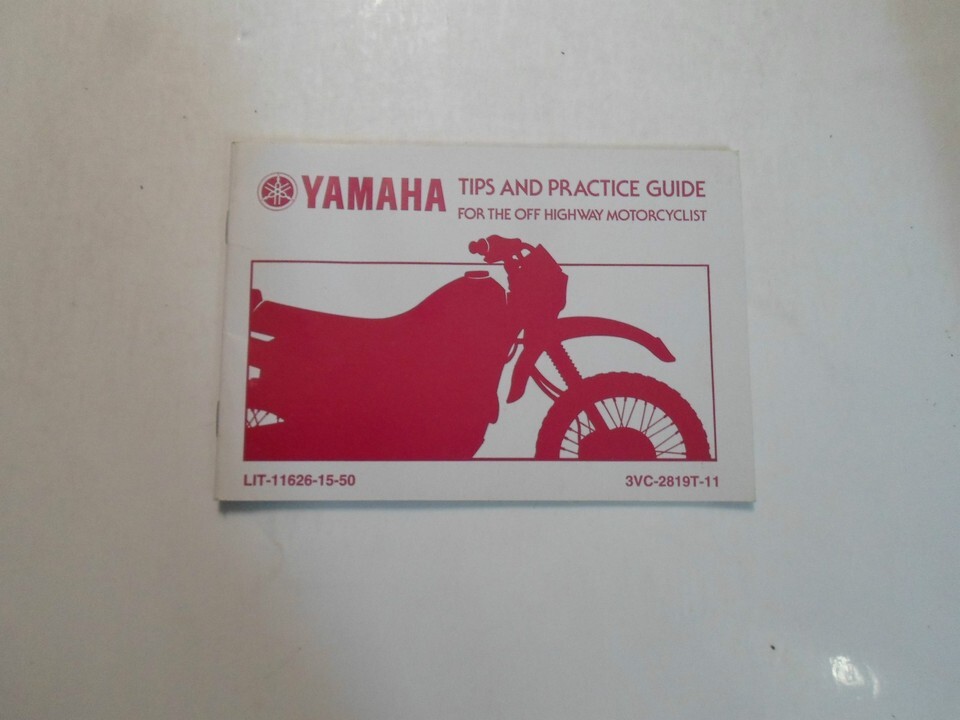 YAMAHA TIPS AND PRACTICE GUIDE
FOR THE OFF HIGHWAY MOTORCYCLIST
LIT-11626-15-50 3VC-2819T-11